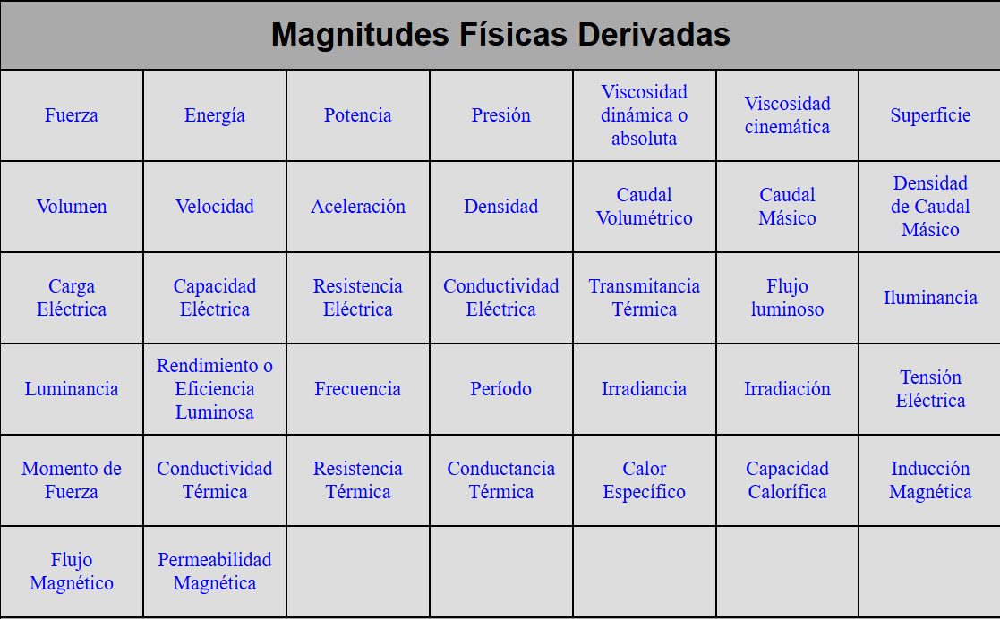 Magnitudes Físicas Derivadas
Fuerza
Energía
Potencia
Presión
Viscosidad
dinámica o
absoluta
Viscosidad
cinemática
Superficie
Volumen
Velocidad
Aceleración
Densidad
Caudal
Volumétrico
Caudal
Másico
Densidad
de Caudal
Másico
Carga
Eléctrica
Capacidad
Eléctrica
Resistencia
Eléctrica
Conductividad
Eléctrica
Transmitancia
Térmica
Flujo
luminoso
Iluminancia
Luminancia
Rendimiento o
Eficiencia
Luminosa
Frecuencia
Período
Irradiancia
Irradiación
Tensión
Eléctrica
Momento de
Fuerza
Conductividad
Térmica
Resistencia
Térmica
Conductancia
Térmica
Calor
Específico
Capacidad
Calorífica
Inducción
Magnética
Flujo
Magnético
Permeabilidad
Magnética